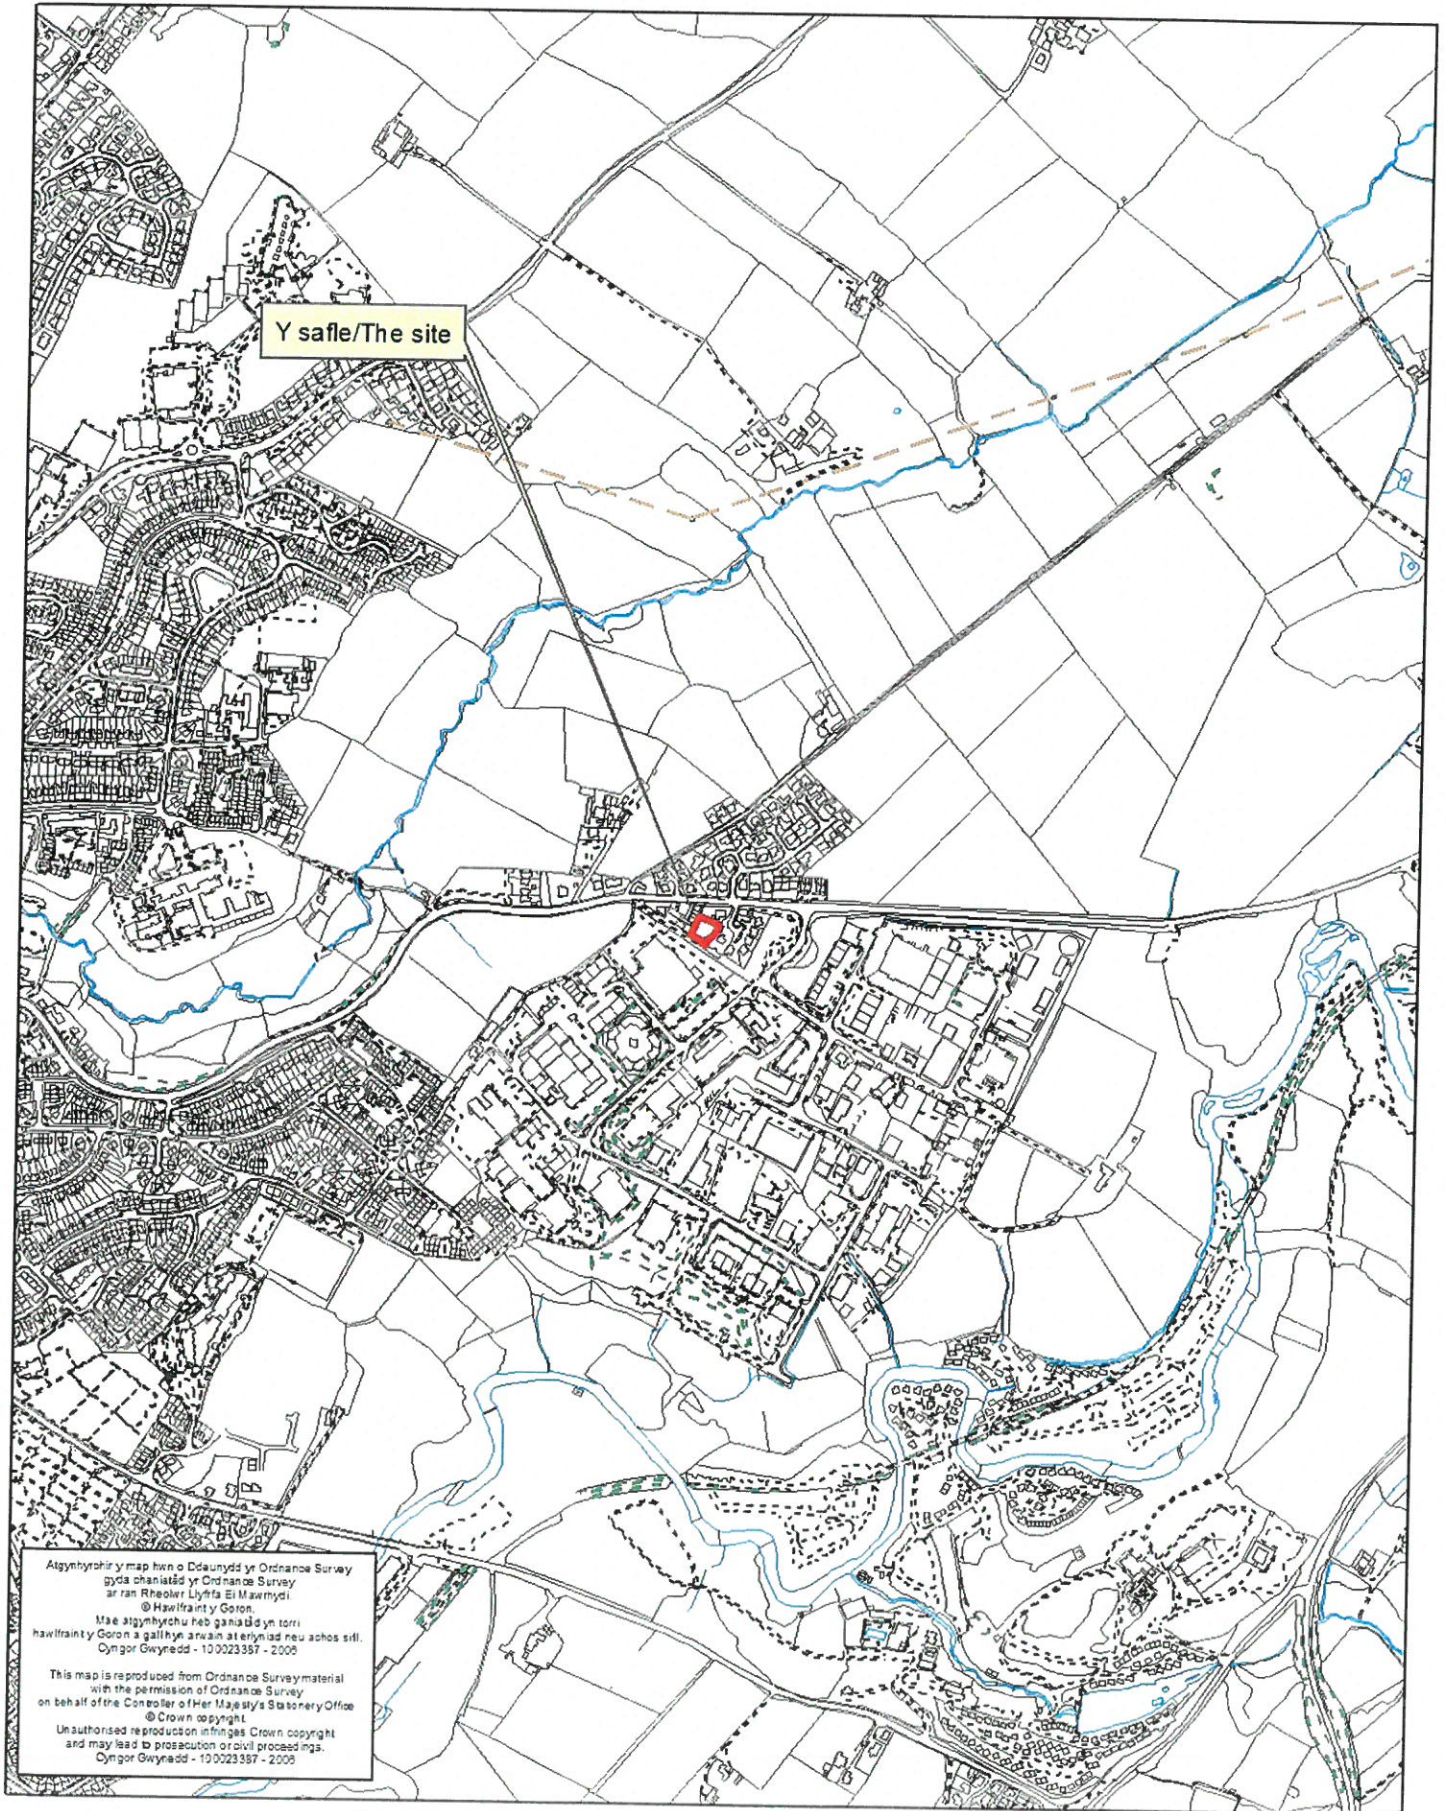 Y safle/The site
Atgynhyrchir y map hwn o Ddeunydd yr Ordnance Survey
gyda chaniatâd yr Ordnance Survey
ar ran Rheolwr Llyfrfa Ei Mawrhydi.
© Hawlfraint y Goron.
Mae atgynhyrchu heb ganiatâd yn torri
hawlfraint y Goron a gall hyn arwain at erlyniad neu achos sifil.
Cyngor Gwynedd - 100023387 - 2006
This map is reproduced from Ordnance Survey material
with the permission of Ordnance Survey
on behalf of the Controller of Her Majesty's Stationery Office
© Crown copyright.
Unauthorised reproduction infringes Crown copyright
and may lead to prosecution or civil proceedings.
Cyngor Gwynedd - 100023387 - 2006